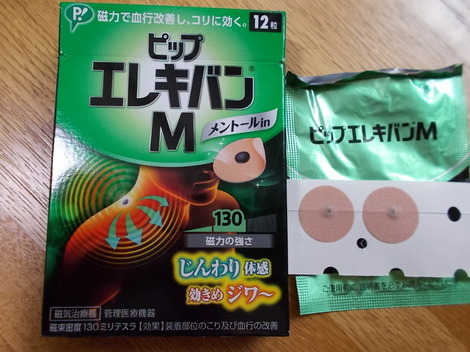 P!
磁力で血行改善し、コリに効く。
12粒
ピップ
エレキバン®
M
メントールin
130
磁力の強さ
じんわり体感
効きめジワ〜
磁気治療器 管理医療機器
磁束密度130ミリテスラ【効果】装着部位のこり及び血行の改善
ピップエレキバンM